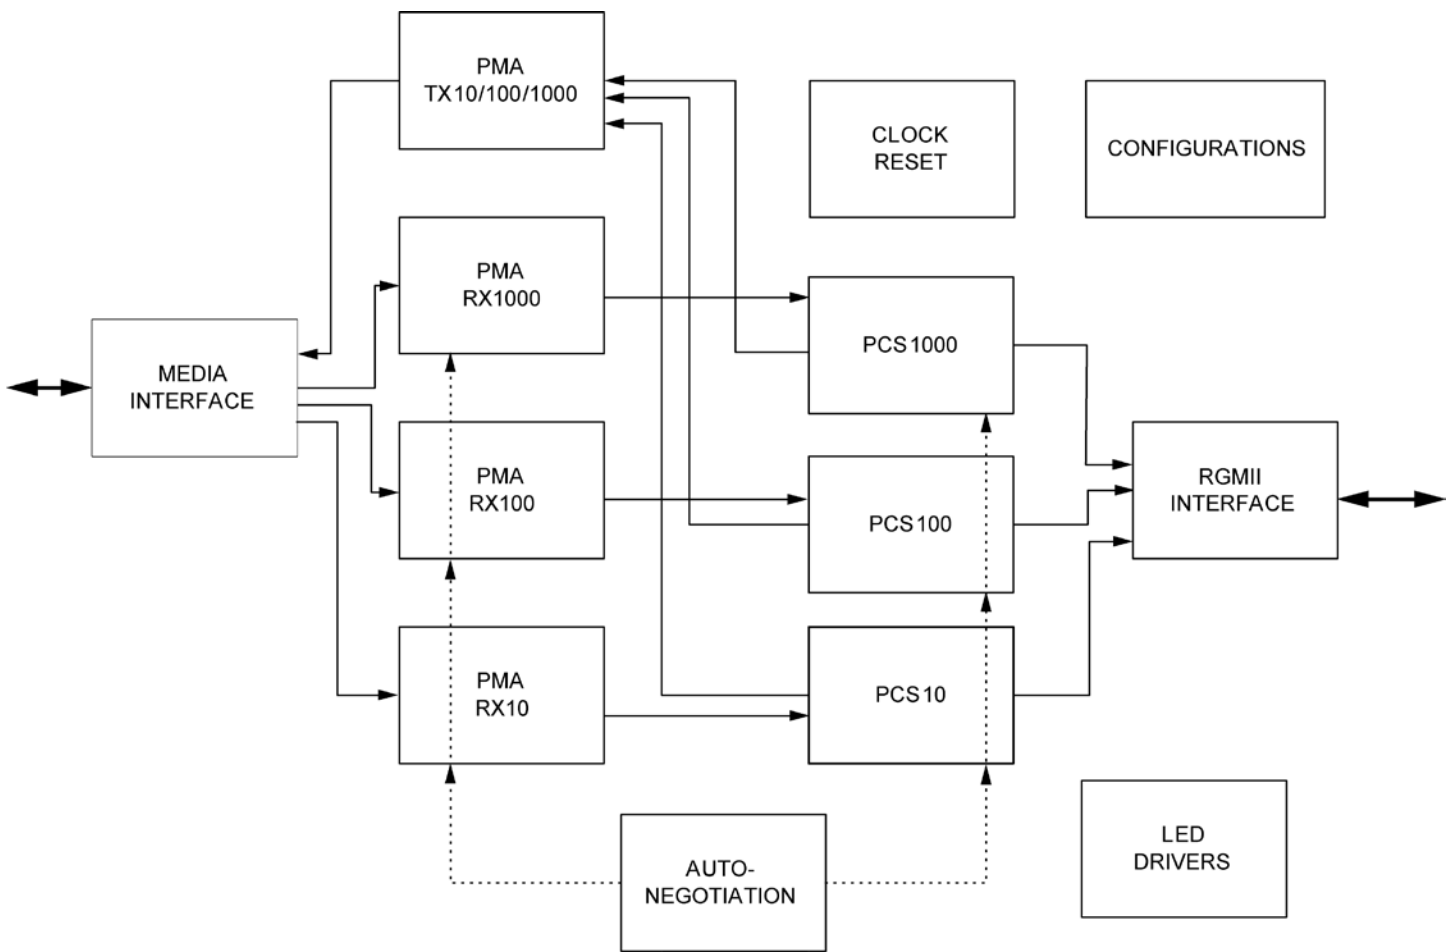 PMA
TX10/100/1000
CLOCK
RESET
CONFIGURATIONS
PMA
RX1000
PCS1000
MEDIA
INTERFACE
PMA
RX100
PCS100
RGMII
INTERFACE
PMA
RX10
PCS10
AUTO-
NEGOTIATION
LED
DRIVERS